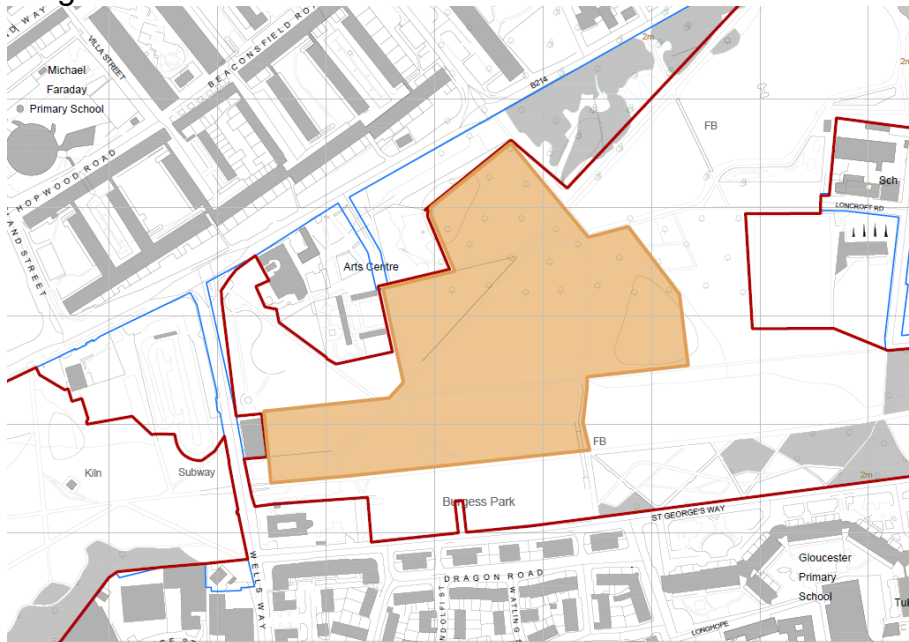 VILLA STREET
BEACONSFIELD ROAD
Michael
Faraday
Primary School
HOPWOOD ROAD
B214
2m
FB
Sch
LONCROFT RD
Arts Centre
Kiln
Subway
FB
2m
Burgess Park
ST GEORGE'S WAY
WELLS WAY
DRAGON ROAD
Gloucester
Primary
School
LONGHOPE